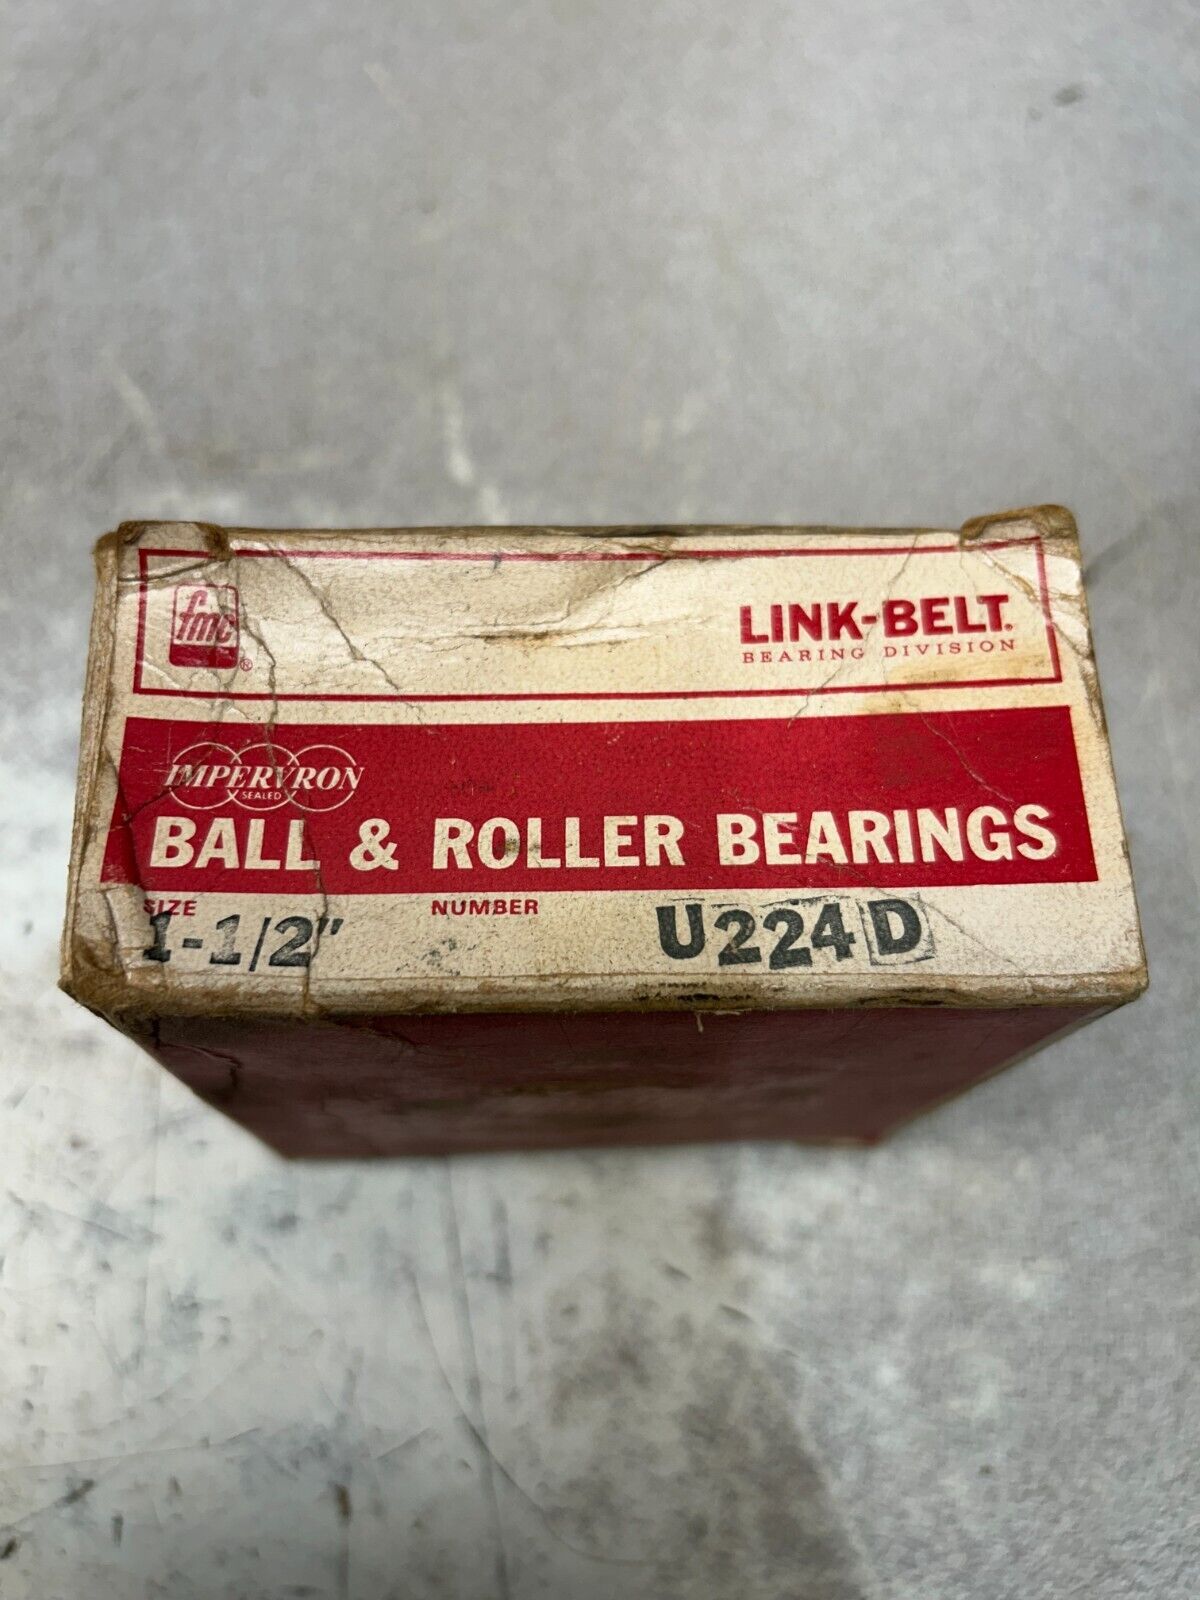 fmc ®
LINK-BELT®
BEARING DIVISION
IMPERVRON
SEALED
BALL & ROLLER BEARINGS
SIZE NUMBER
1-1/2" U224D